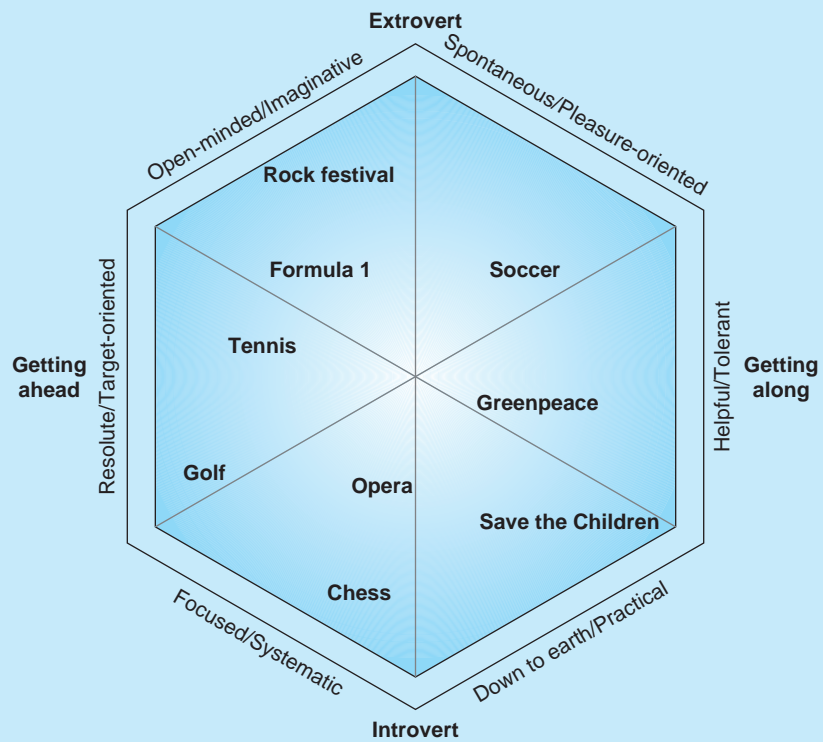 Extrovert
Open-minded/Imaginative
Spontaneous/Pleasure-oriented
Rock festival
Formula 1
Soccer
Tennis
Getting
ahead
Resolute/Target-oriented
Helpful/Tolerant
Getting
along
Greenpeace
Golf
Opera
Save the Children
Chess
Focused/Systematic
Down to earth/Practical
Introvert